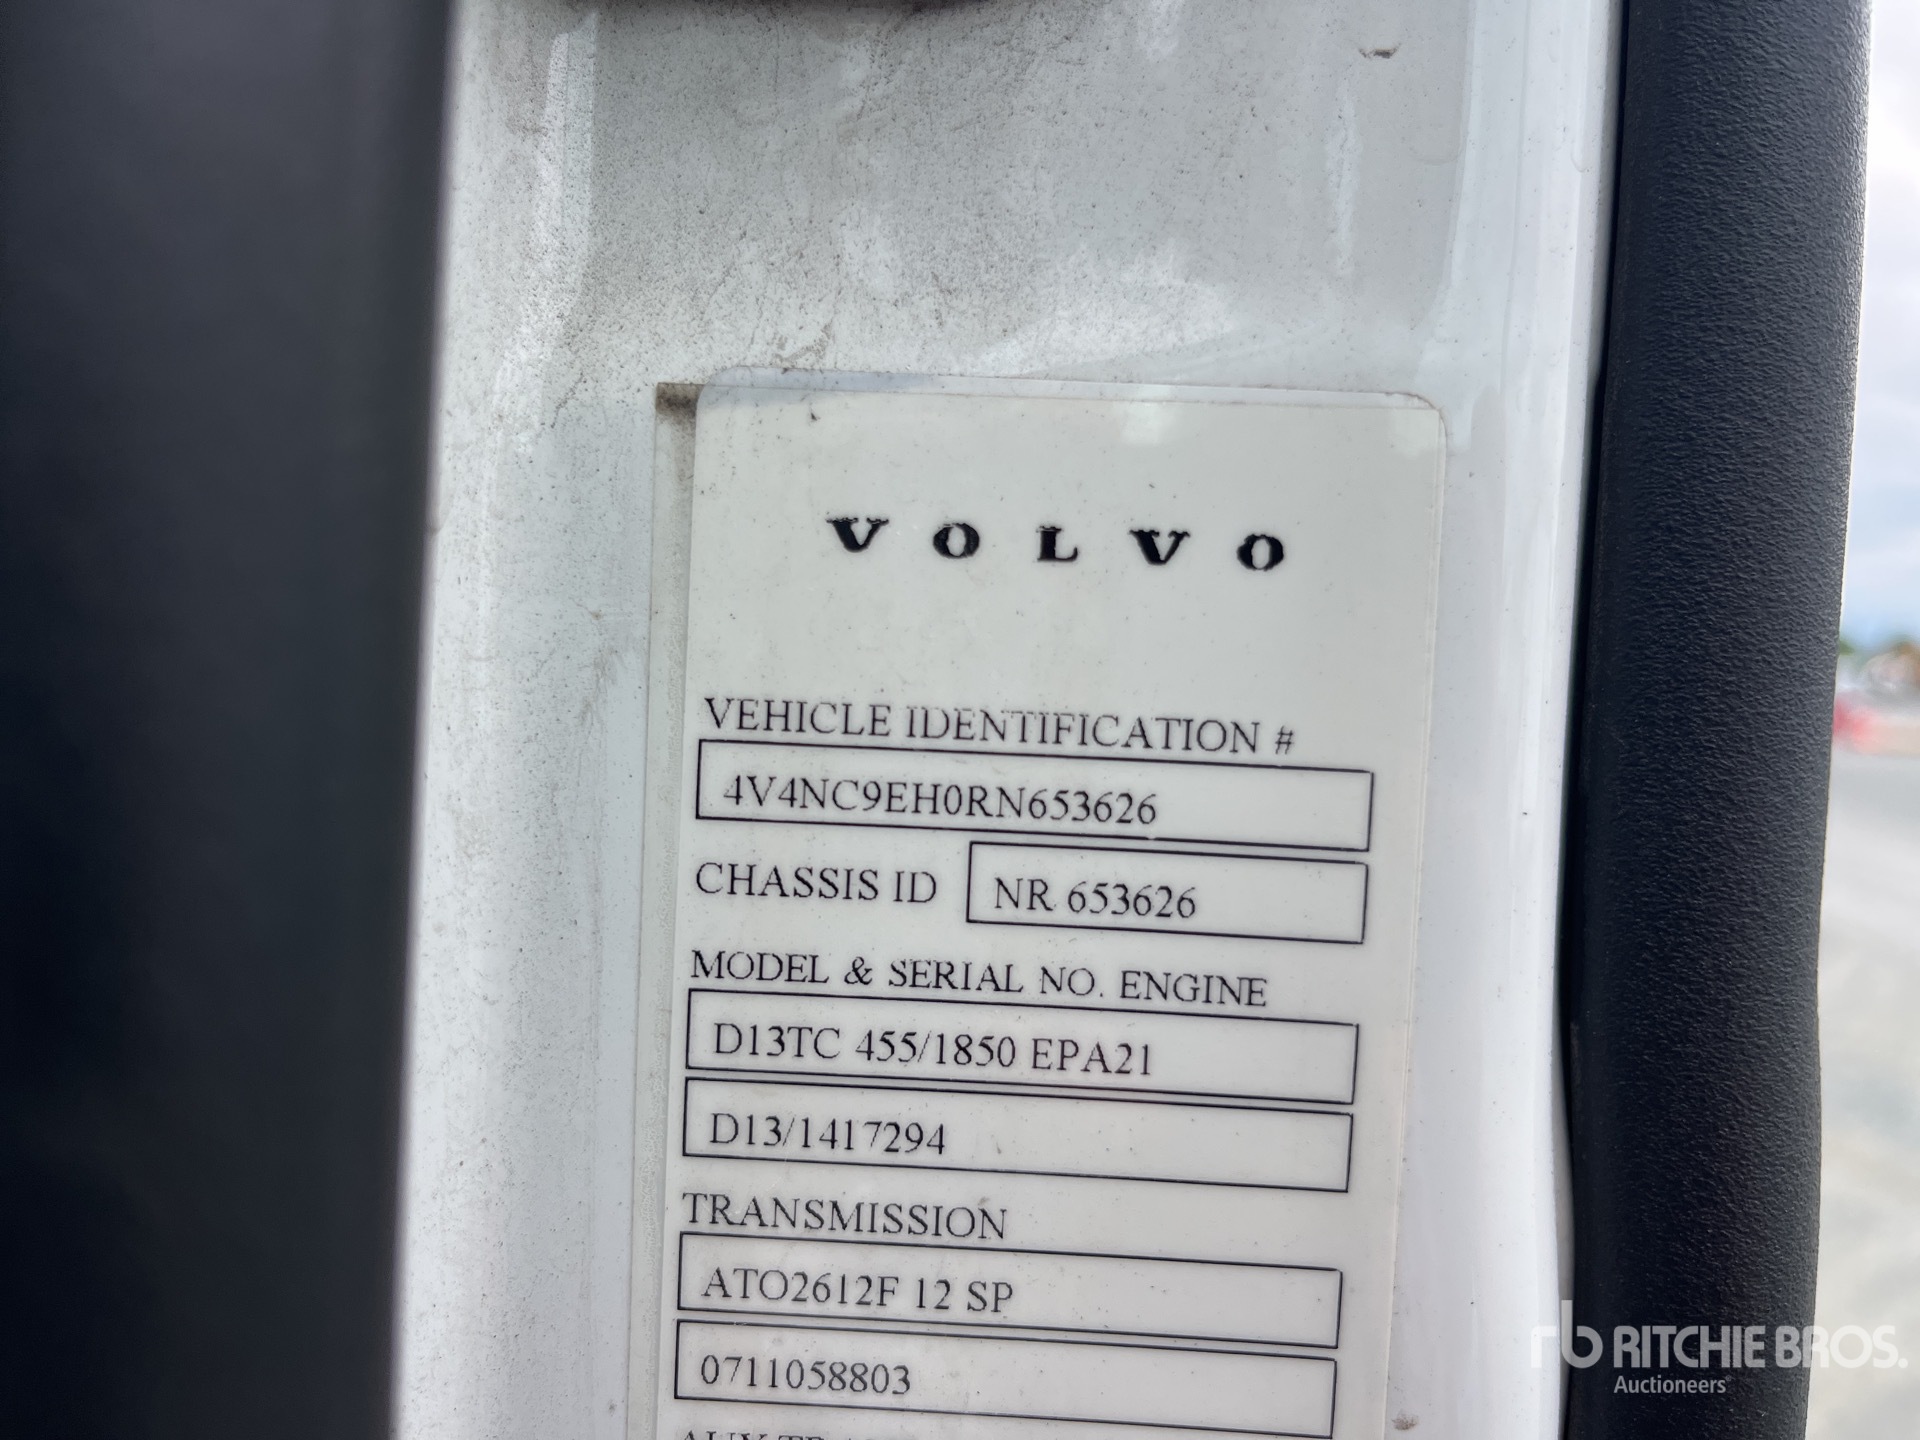 VOLVO
VEHICLE IDENTIFICATION #
4V4NC9EH0RN653626
CHASSIS ID NR 653626
MODEL & SERIAL NO. ENGINE
D13TC 455/1850 EPA21
D13/1417294
TRANSMISSION
ATO2612F 12 SP
0711058803
rb RITCHIE BROS.
Auctioneers